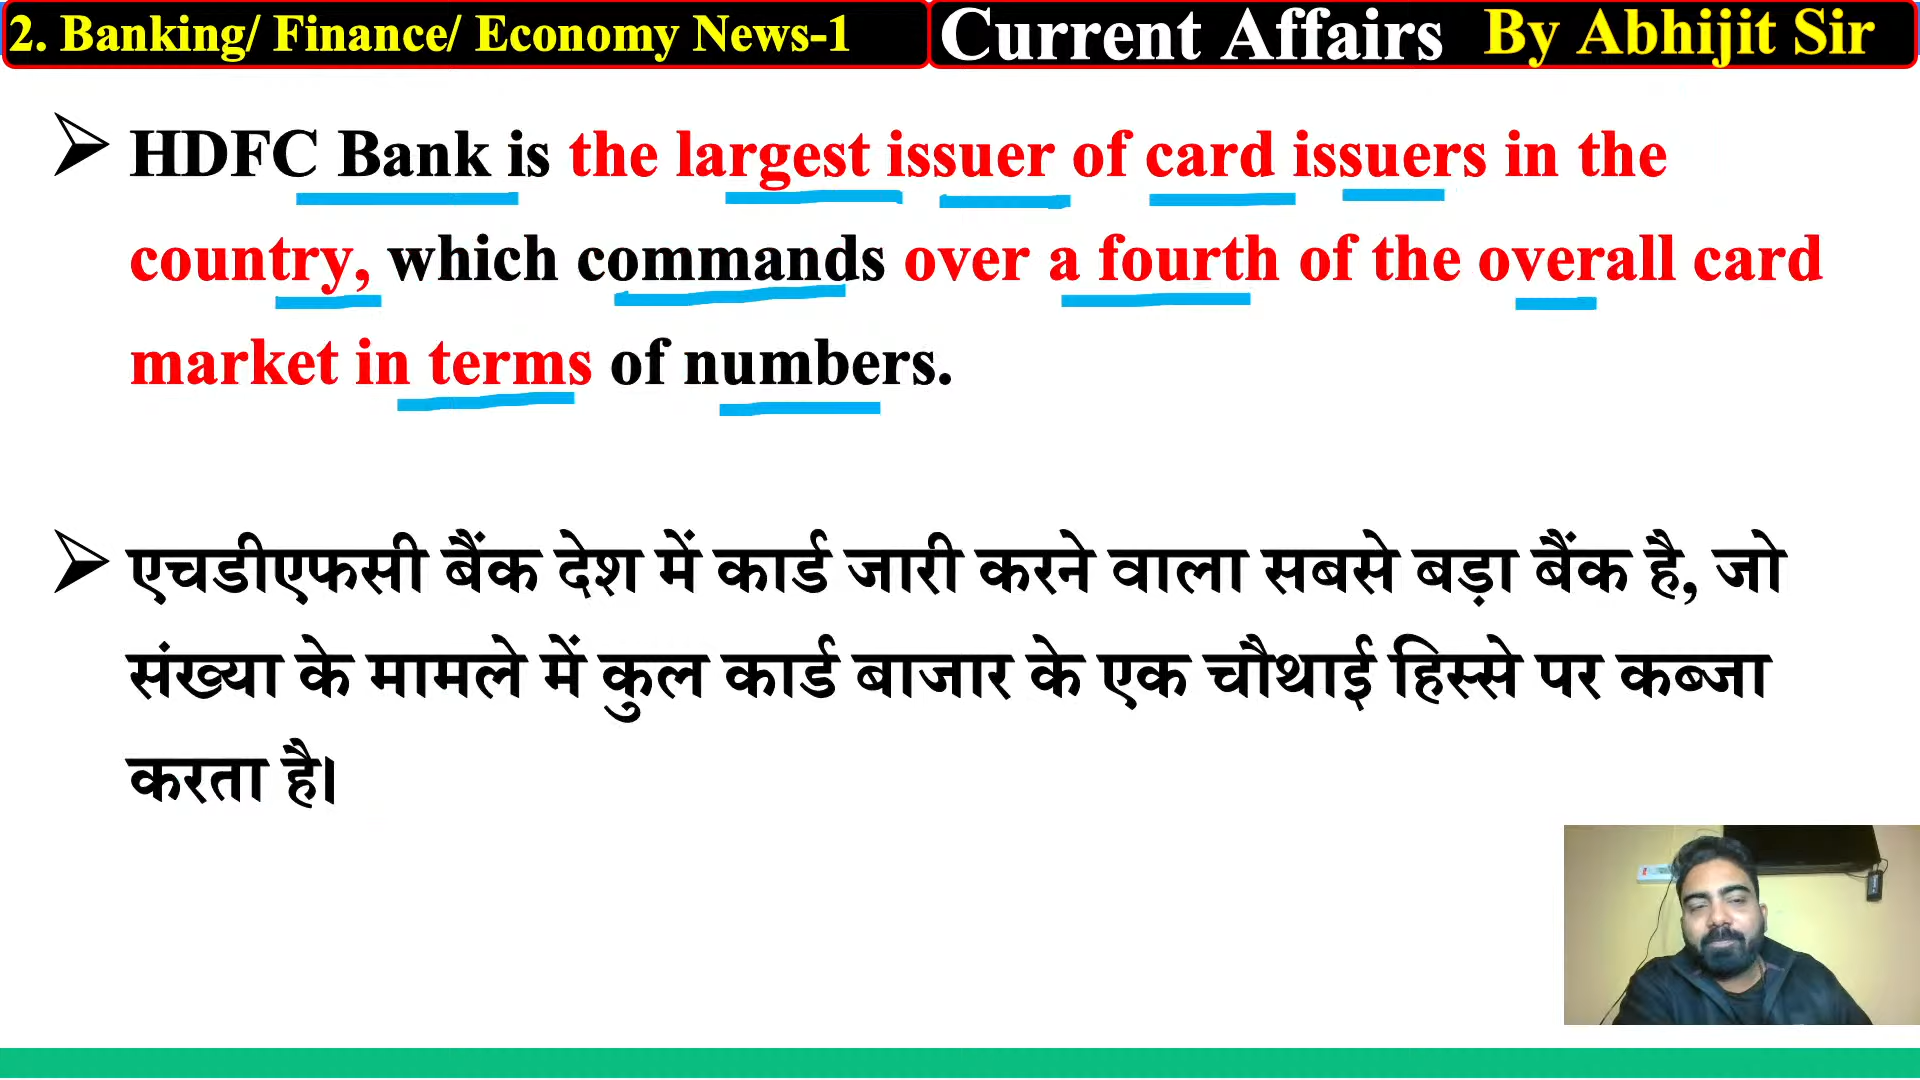 2. Banking/ Finance/ Economy News-1
Current Affairs By Abhijit Sir
HDFC Bank is the largest issuer of card issuers in the
country, which commands over a fourth of the overall card
market in terms of numbers.
एचडीएफसी बैंक देश में कार्ड जारी करने वाला सबसे बड़ा बैंक है, जो
संख्या के मामले में कुल कार्ड बाजार के एक चौथाई हिस्से पर कब्जा
करता है।